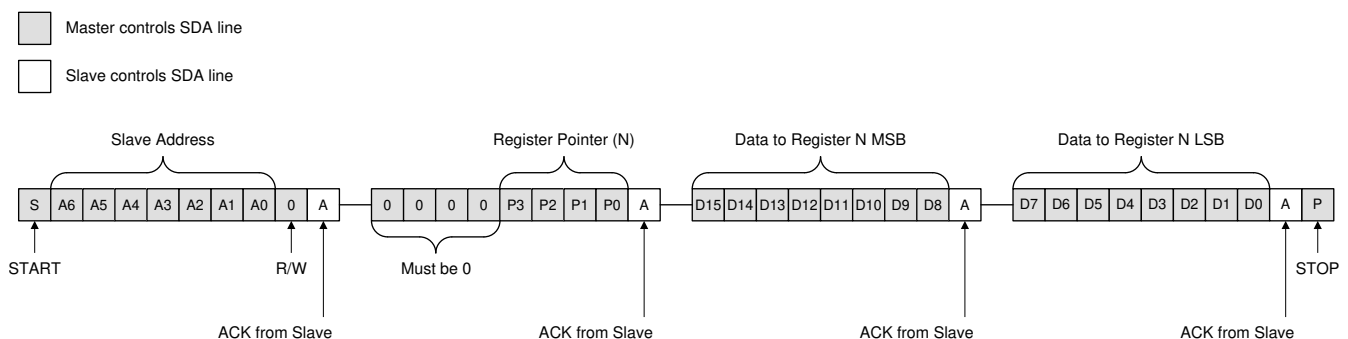 Master controls SDA line
Slave controls SDA line
Slave Address
Register Pointer (N)
Data to Register N MSB
Data to Register N LSB
S A6 A5 A4 A3 A2 A1 A0 0 A 0 0 0 0 P3 P2 P1 P0 A D15 D14 D13 D12 D11 D10 D9 D8 A D7 D6 D5 D4 D3 D2 D1 D0 A P
START
R/W
Must be 0
STOP
ACK from Slave
ACK from Slave
ACK from Slave
ACK from Slave